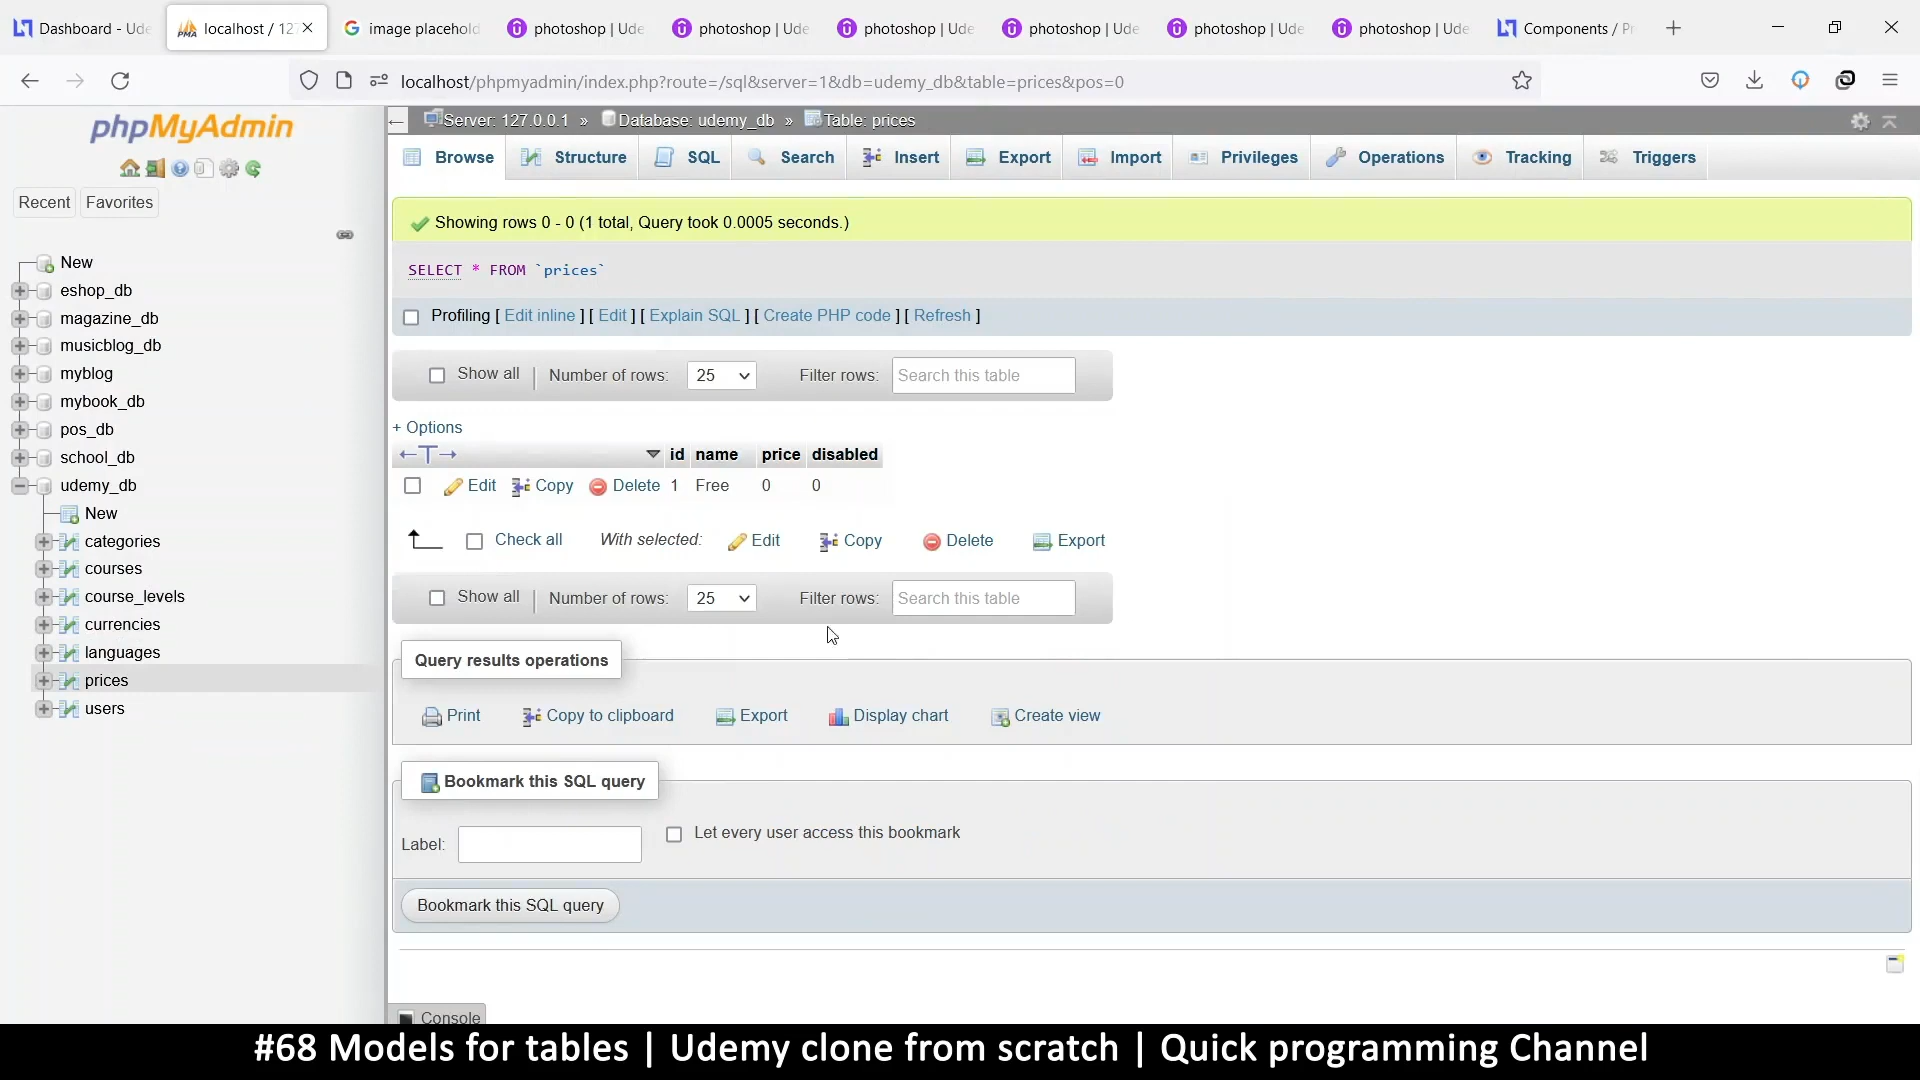 Dashboard - Ude
localhost / 127
image placehold
photoshop | Ude
photoshop | Ude
photoshop | Ude
photoshop | Ude
photoshop | Ude
photoshop | Ude
Components / Pr
localhost/phpmyadmin/index.php?route=/sql&server=1&db=udemy_db&table=prices&pos=0
phpMyAdmin
Recent Favorites
New
eshop_db
magazine_db
musicblog_db
myblog
mybook_db
pos_db
school_db
udemy_db
New
categories
courses
course_levels
currencies
languages
prices
users
Server: 127.0.0.1 » Database: udemy_db » Table: prices
Browse Structure SQL Search Insert Export Import Privileges Operations Tracking Triggers
Showing rows 0 - 0 (1 total, Query took 0.0005 seconds.)
SELECT * FROM `prices`
Profiling [ Edit inline ] [ Edit ] [ Explain SQL ] [ Create PHP code ] [ Refresh ]
Show all | Number of rows: 25 Filter rows: Search this table
+ Options
←T→ id name price disabled
Edit Copy Delete 1 Free 0 0
Check all With selected: Edit Copy Delete Export
Show all | Number of rows: 25 Filter rows: Search this table
Query results operations
Print Copy to clipboard Export Display chart Create view
Bookmark this SQL query
Label: Let every user access this bookmark
Bookmark this SQL query
Console
#68 Models for tables | Udemy clone from scratch | Quick programming Channel